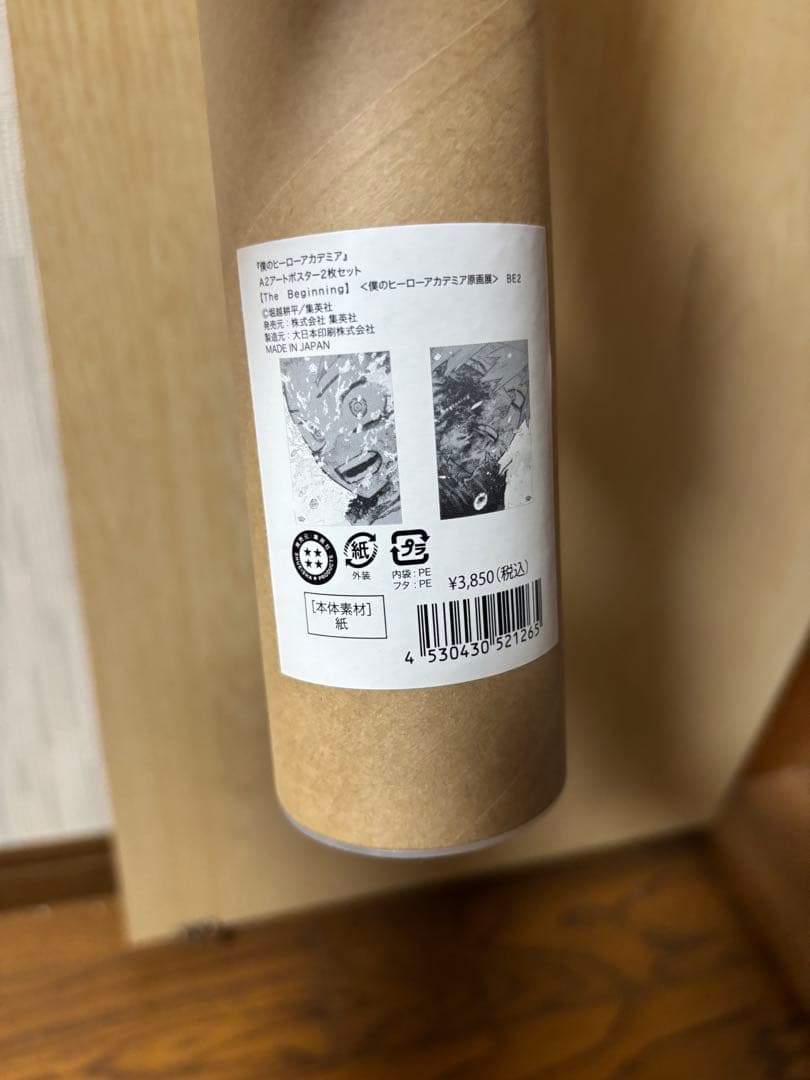 『僕のヒーローアカデミア』
A2アートポスター2枚セット
【The Beginning】 <僕のヒーローアカデミア原画展> BE2
©堀越耕平/集英社
発売元:株式会社 集英社
製造元:大日本印刷株式会社
MADE IN JAPAN
紙
外装
プラ
内袋:PE
フタ:PE
¥3,850(税込)
[本体素材]
紙
4 530430 521265